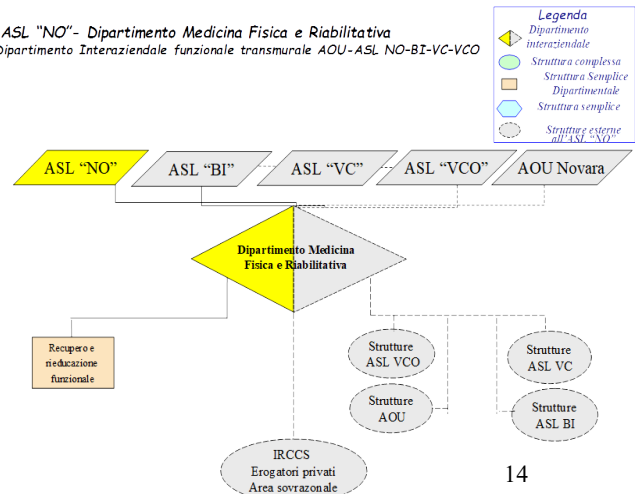 ASL "NO"- Dipartimento Medicina Fisica e Riabilitativa
Dipartimento Interaziendale funzionale transmurale AOU-ASL NO-BI-VC-VCO
Legenda
Dipartimento
interaziendale
Struttura complessa
Struttura Semplice
Dipartimentale
Struttura semplice
Strutture esterne
all'ASL "NO"
ASL "NO"
ASL "BI"
ASL "VC"
ASL "VCO"
AOU Novara
Dipartimento Medicina
Fisica e Riabilitativa
Recupero e
rieducazione
funzionale
Strutture
ASL VCO
Strutture
ASL VC
Strutture
AOU
Strutture
ASL BI
IRCCS
Erogatori privati
Area sovrazonale
14